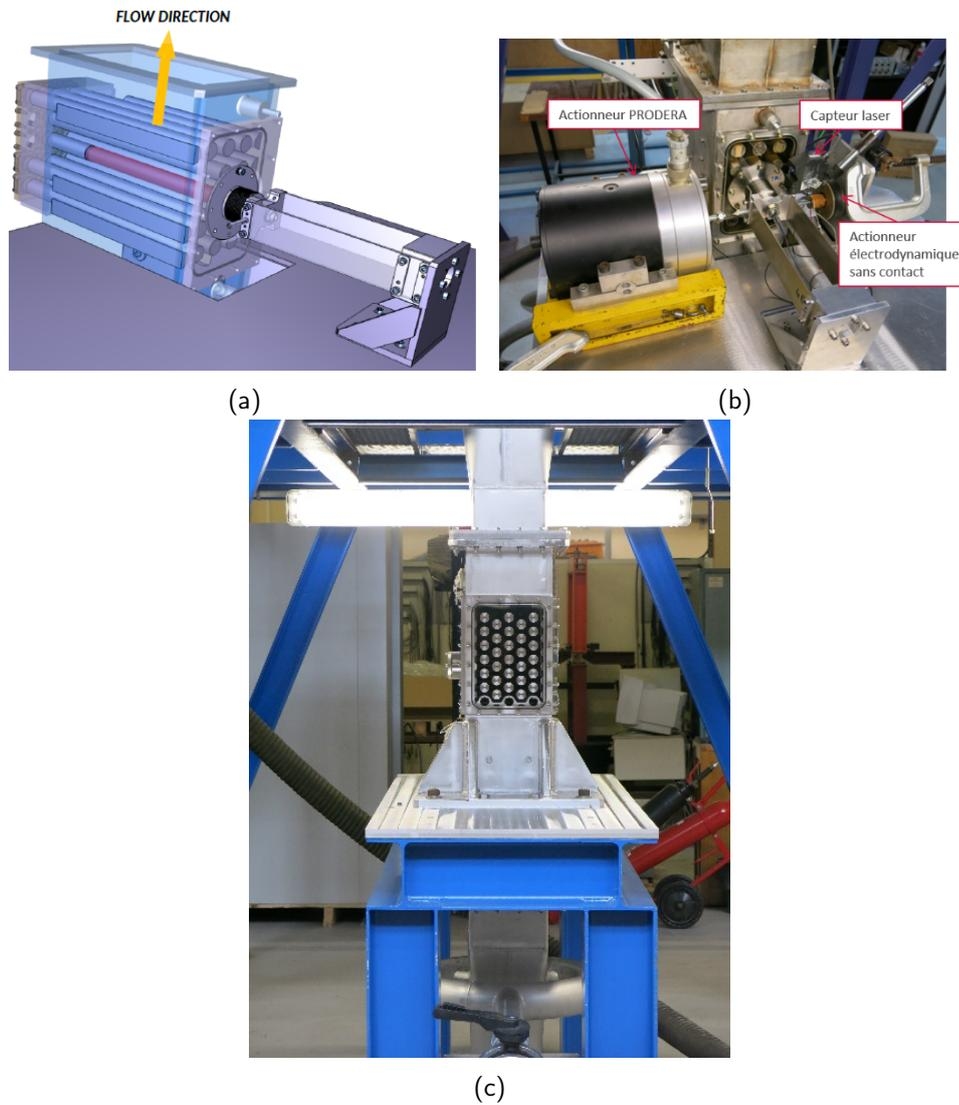 FLOW DIRECTION
Actionneur PRODERA
Capteur laser
Actionneur
électrodynamique
sans contact
(a)
(b)
(c)